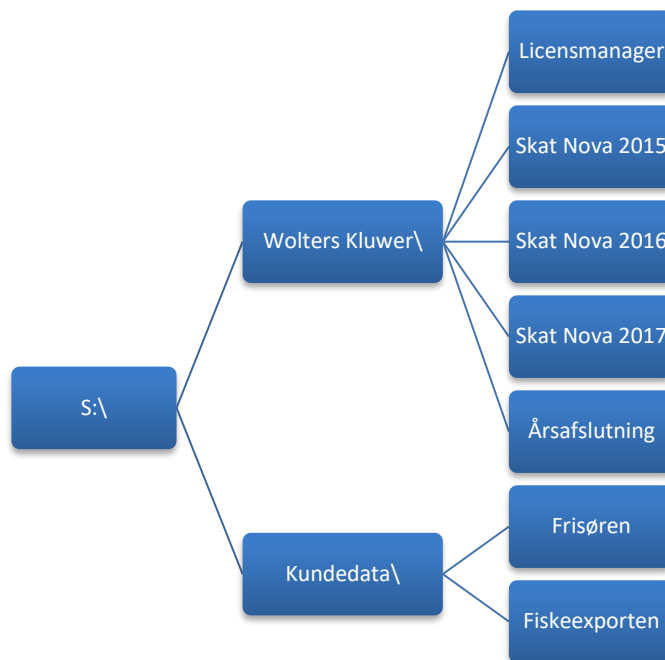 S:\
Wolters Kluwer\
Licensmanager
Skat Nova 2015
Skat Nova 2016
Skat Nova 2017
Årsafslutning
Kundedata\
Frisøren
Fiskeexporten